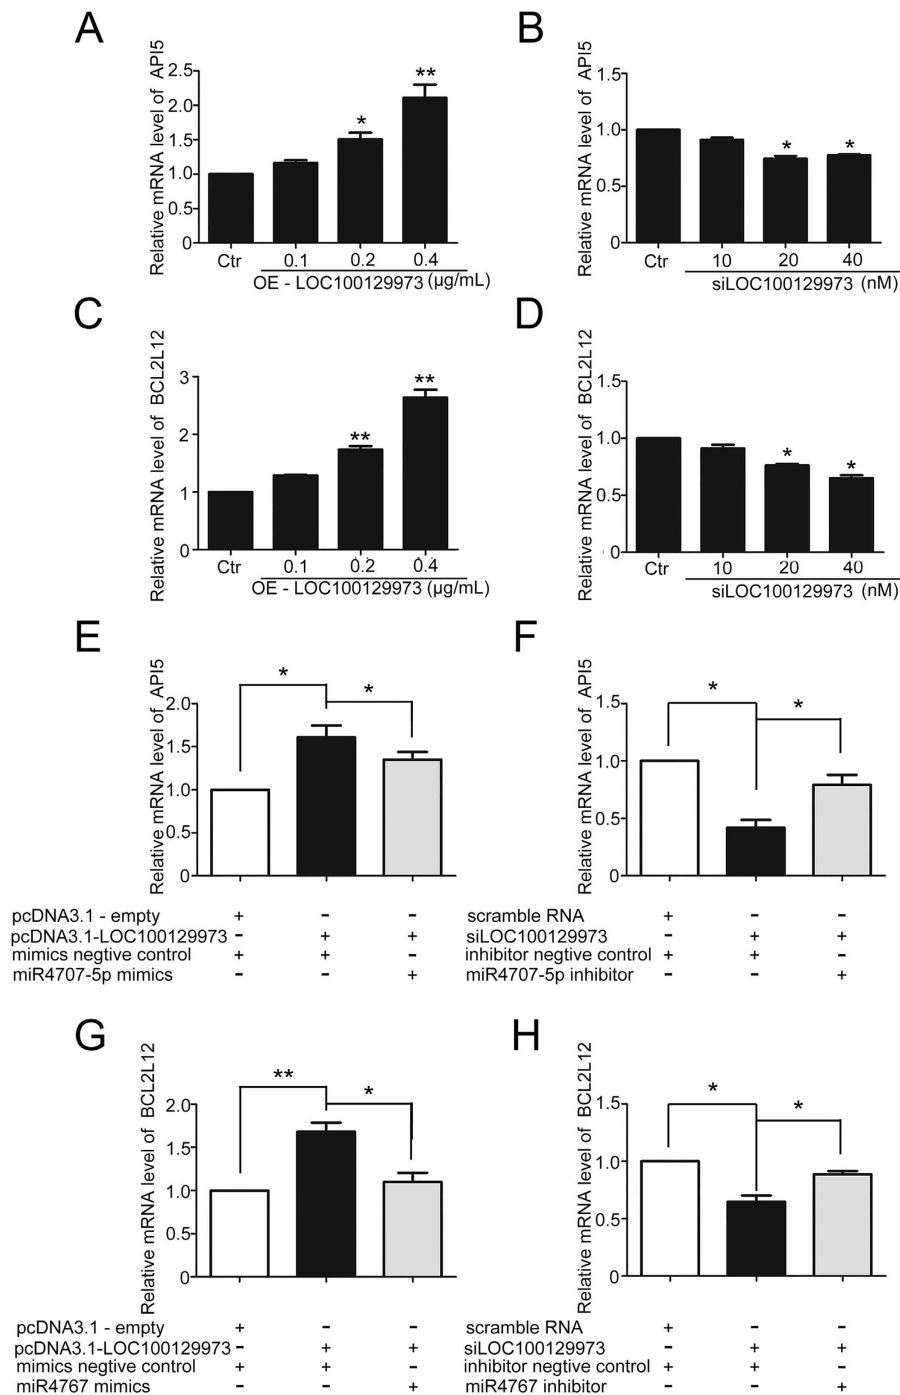 A
Relative mRNA level of API5
2.5
2.0
1.5
1.0
0.5
0
*
**
Ctr 0.1 0.2 0.4
OE - LOC100129973 (µg/mL)
B
Relative mRNA level of API5
1.5
1.0
0.5
0
*
*
Ctr 10 20 40
siLOC100129973 (nM)
C
Relative mRNA level of BCL2L12
3
2
1
0
**
**
Ctr 0.1 0.2 0.4
OE - LOC100129973 (µg/mL)
D
Relative mRNA level of BCL2L12
1.5
1.0
0.5
0
*
*
Ctr 10 20 40
siLOC100129973 (nM)
E
Relative mRNA level of API5
2.0
1.5
1.0
0.5
0
*
*
pcDNA3.1 - empty + - -
pcDNA3.1-LOC100129973 - + +
mimics negtive control + + -
miR4707-5p mimics - - +
F
Relative mRNA level of API5
1.5
1.0
0.5
0
*
*
scramble RNA + - -
siLOC100129973 - + +
inhibitor negtive control + + -
miR4707-5p inhibitor - - +
G
Relative mRNA level of BCL2L12
2.0
1.5
1.0
0.5
0
**
*
pcDNA3.1 - empty + - -
pcDNA3.1-LOC100129973 - + +
mimics negtive control + + -
miR4767 mimics - - +
H
Relative mRNA level of BCL2L12
1.5
1.0
0.5
0
*
*
scramble RNA + - -
siLOC100129973 - + +
inhibitor negtive control + + -
miR4767 inhibitor - - +